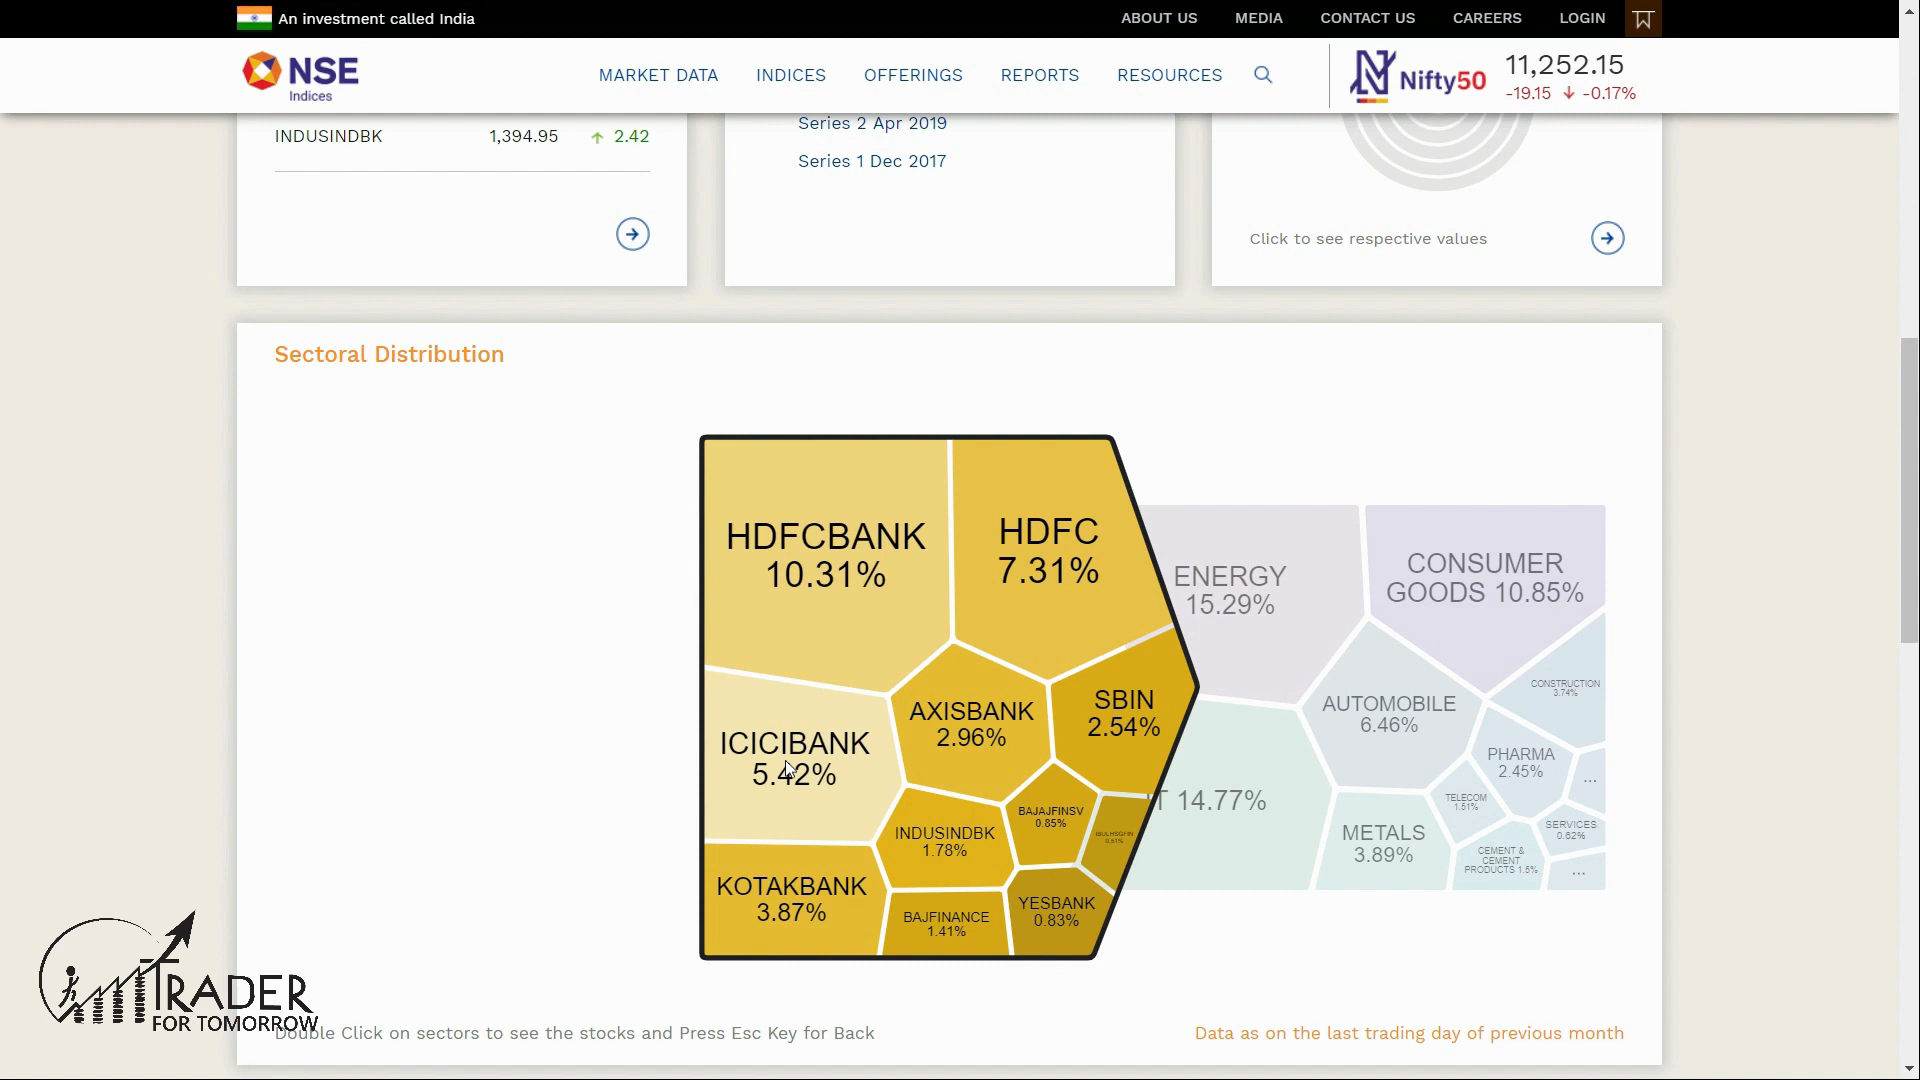 An investment called India
ABOUT US
MEDIA
CONTACT US
CAREERS
LOGIN
NSE
Indices
MARKET DATA
INDICES
OFFERINGS
REPORTS
RESOURCES
Nifty50
11,252.15
-19.15 ↓ -0.17%
INDUSINDBK 1,394.95 ↑ 2.42
Series 2 Apr 2019
Series 1 Dec 2017
Click to see respective values
Sectoral Distribution
HDFCBANK
10.31%
HDFC
7.31%
ENERGY
15.29%
CONSUMER
GOODS 10.85%
ICICIBANK
5.42%
AXISBANK
2.96%
SBIN
2.54%
AUTOMOBILE
6.46%
CONSTRUCTION
3.74%
PHARMA
2.45%
...
14.77%
TELECOM
1.51%
BAJAJFINSV
0.85%
INDUSINDBK
1.78%
IBULHSGFIN
0.61%
METALS
3.89%
SERVICES
0.62%
CEMENT &
CEMENT
PRODUCTS 1.5%
...
KOTAKBANK
3.87%
BAJFINANCE
1.41%
YESBANK
0.83%
TRADER
FOR TOMORROW
Double Click on sectors to see the stocks and Press Esc Key for Back
Data as on the last trading day of previous month